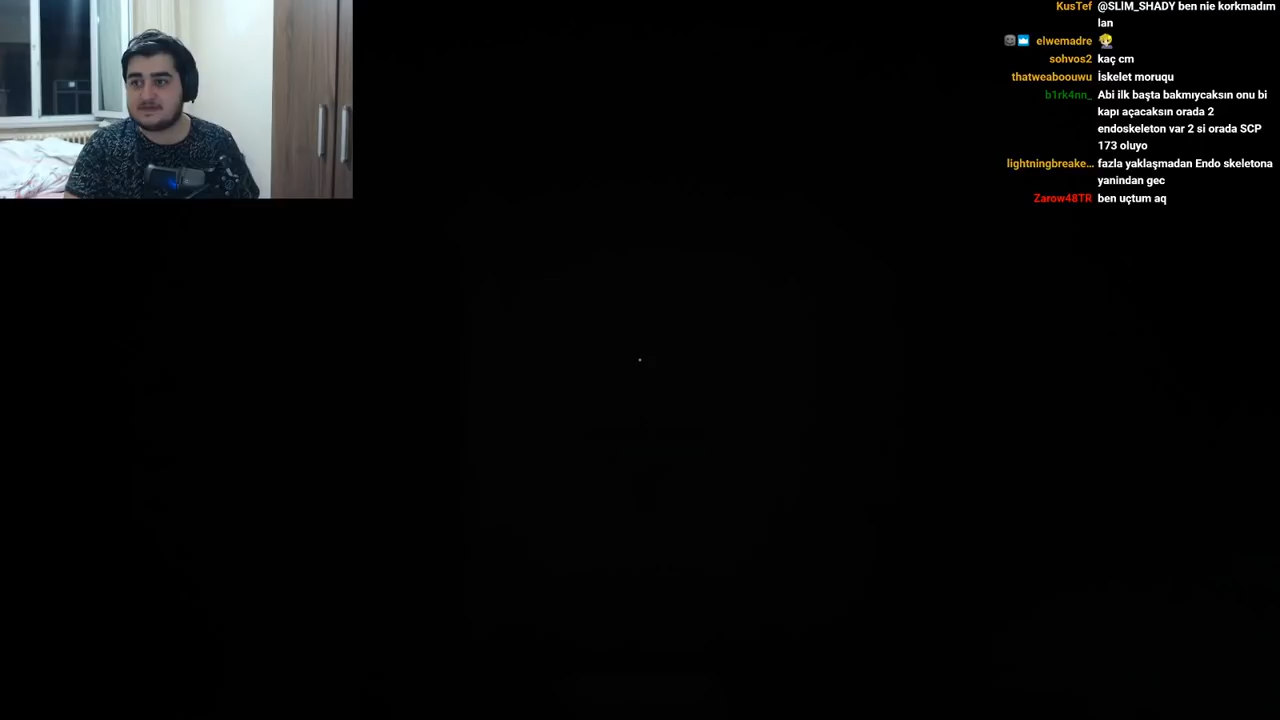 KusTef @SLIM_SHADY ben nie korkmadım
lan
elwemadre
sohvos2 kaç cm
thatweaboouwu İskelet moruqu
b1rk4nn_ Abi ilk başta bakmıycaksın onu bi
kapı açacaksın orada 2
endoskeleton var 2 si orada SCP
173 oluyo
lightningbreake... fazla yaklaşmadan Endo skeletona
yanindan gec
Zarow48TR ben uçtum aq